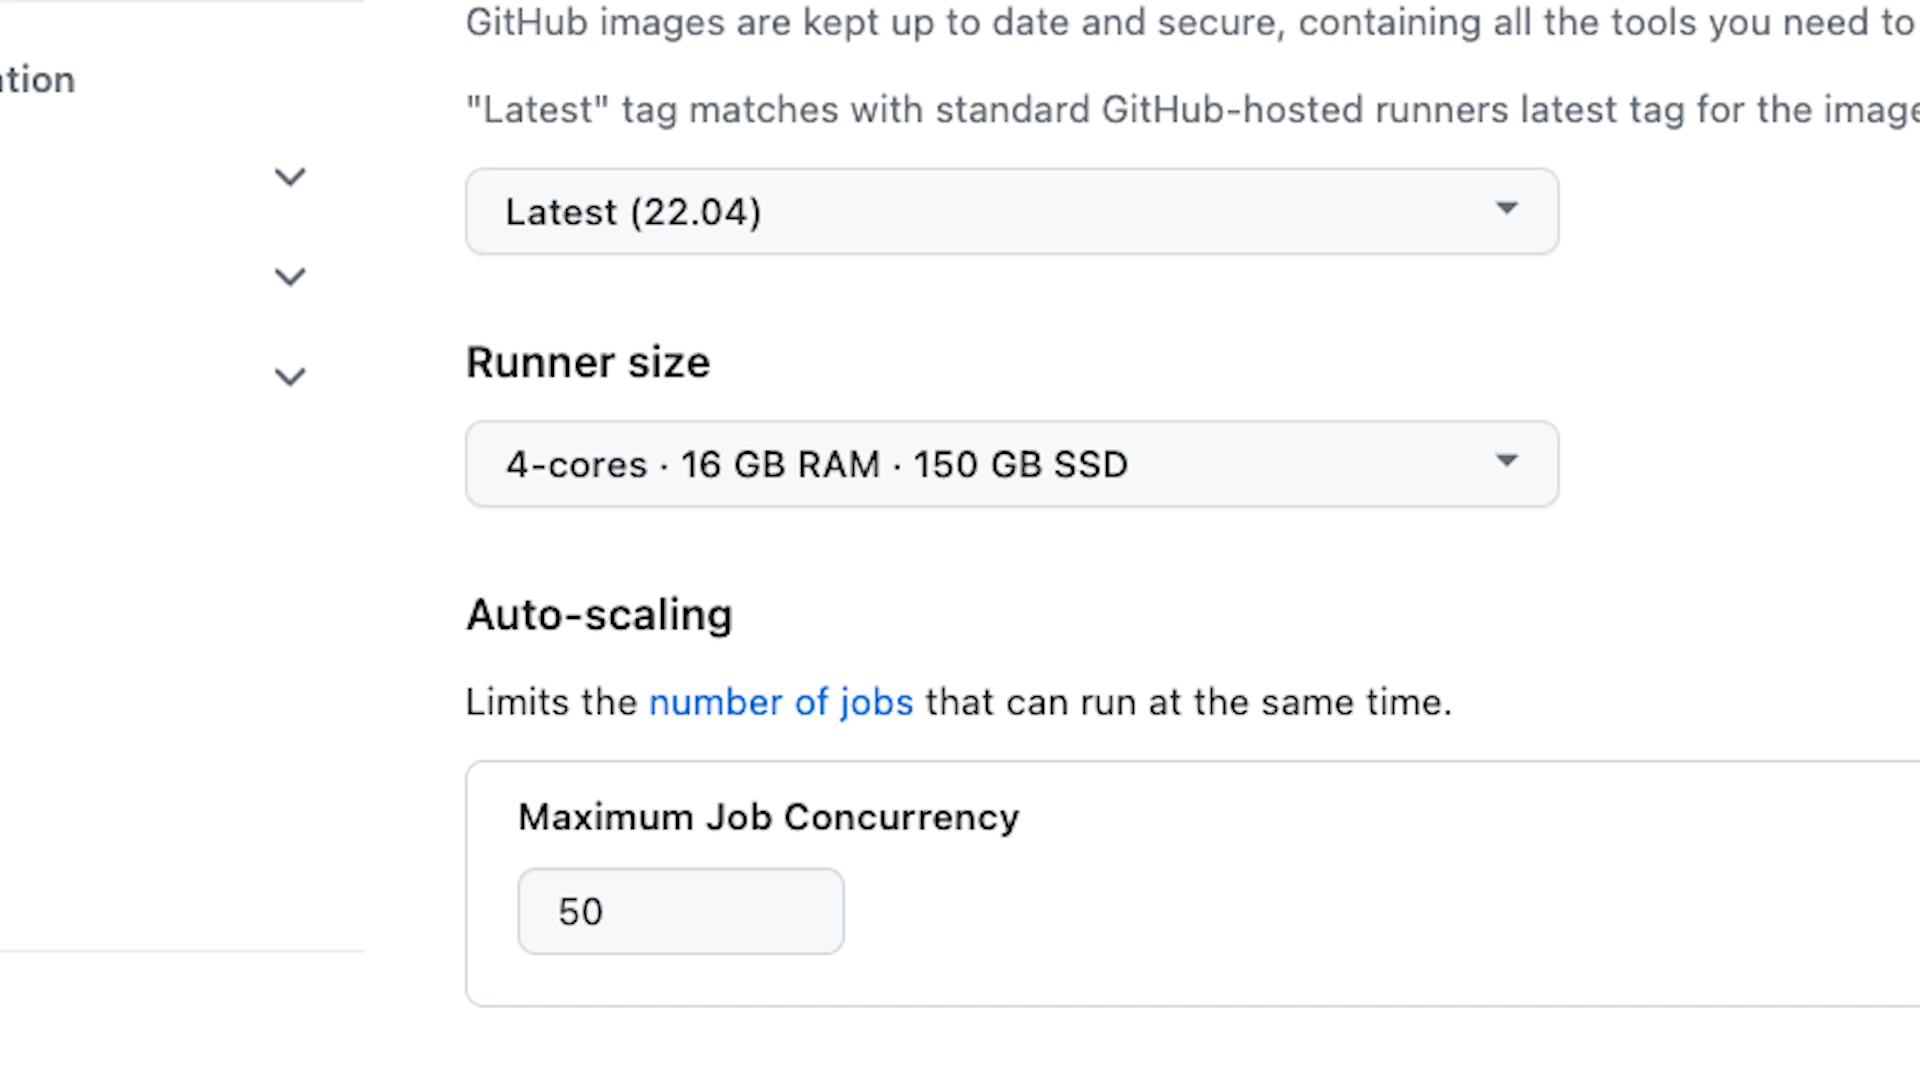 GitHub images are kept up to date and secure, containing all the tools you need to
"Latest" tag matches with standard GitHub-hosted runners latest tag for the image
Latest (22.04)
Runner size
4-cores · 16 GB RAM · 150 GB SSD
Auto-scaling
Limits the number of jobs that can run at the same time.
Maximum Job Concurrency
50